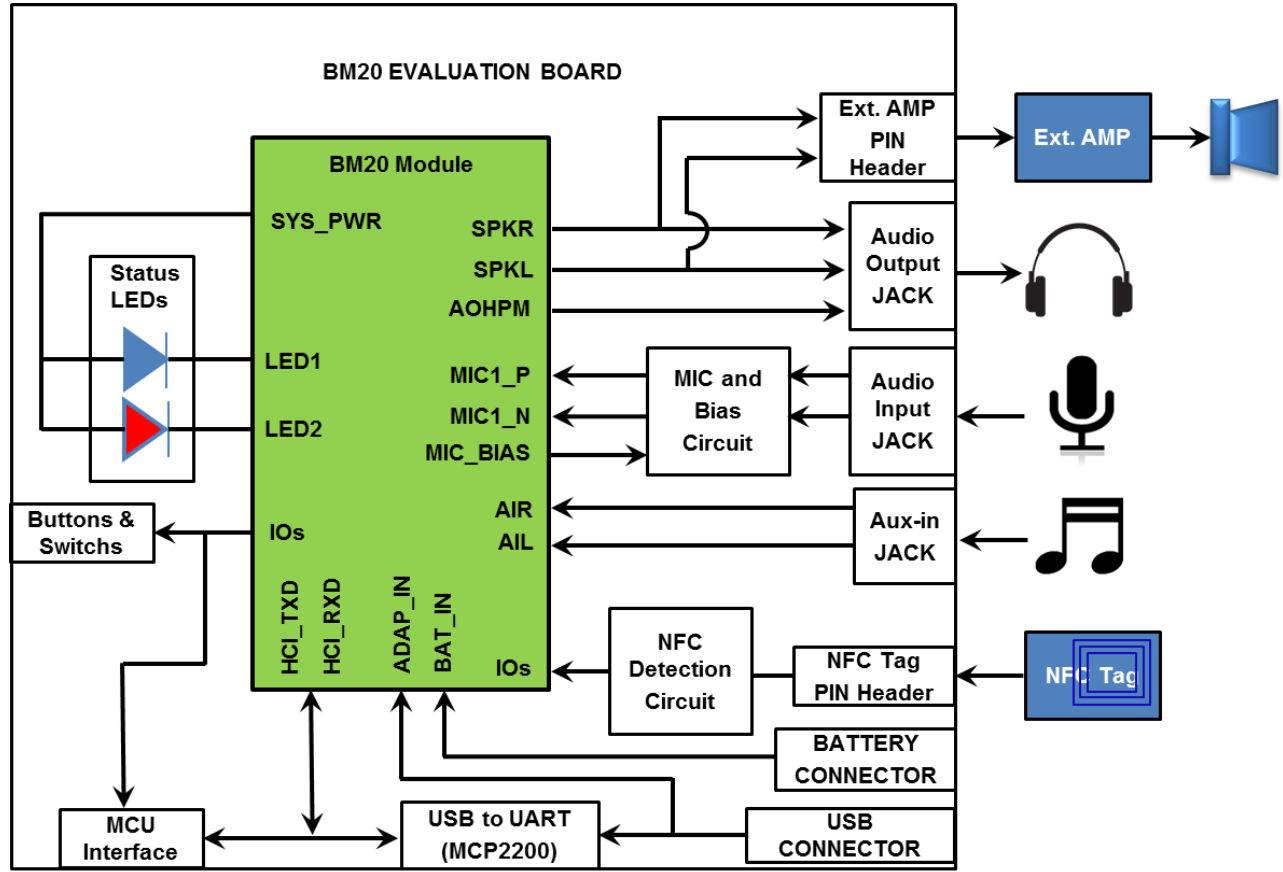 BM20 EVALUATION BOARD
BM20 Module
SYS_PWR
SPKR
SPKL
AOHPM
LED1
LED2
MIC1_P
MIC1_N
MIC_BIAS
AIR
AIL
IOs
IOs
HCI_TXD
HCI_RXD
ADAP_IN
BAT_IN
Status
LEDs
Buttons &
Switchs
MCU
Interface
USB to UART
(MCP2200)
Ext. AMP
PIN
Header
Ext. AMP
Audio
Output
JACK
MIC and
Bias
Circuit
Audio
Input
JACK
Aux-in
JACK
NFC
Detection
Circuit
NFC Tag
PIN Header
NFC Tag
BATTERY
CONNECTOR
USB
CONNECTOR